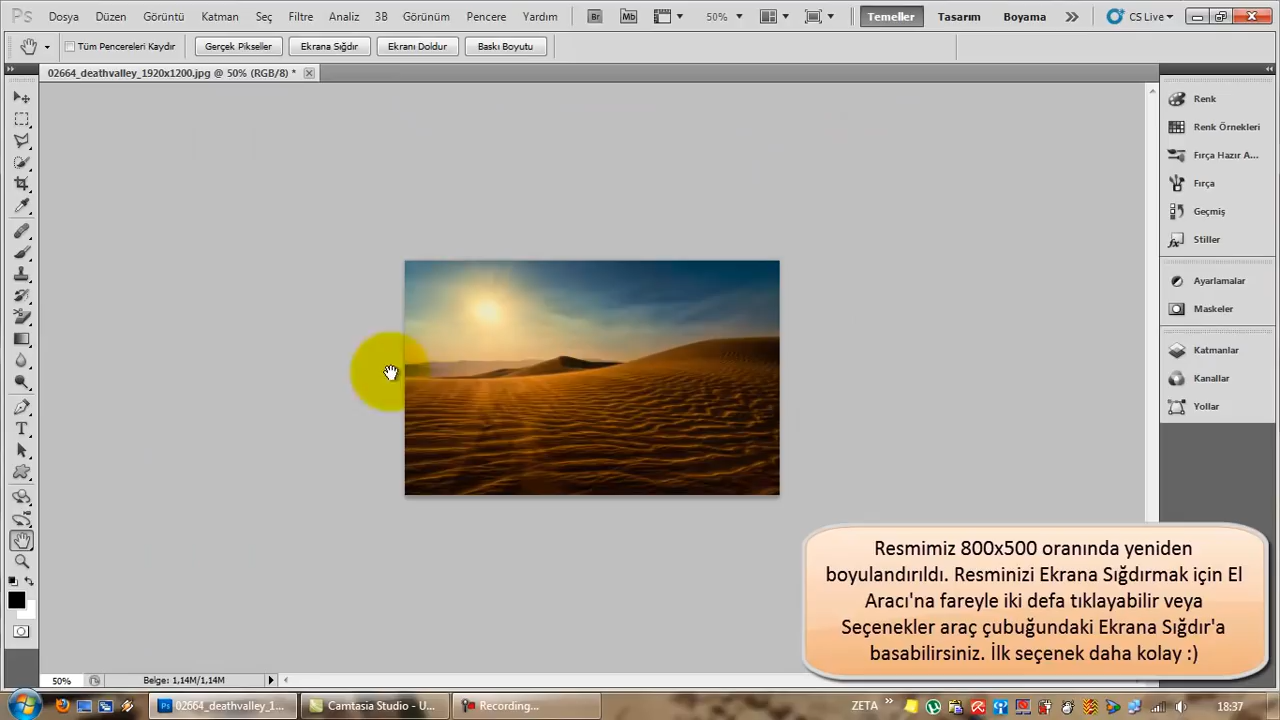 Ps Dosya Düzen Görüntü Katman Seç Filtre Analiz 3B Görünüm Pencere Yardım Br Mb 50% Temeller Tasarım Boyama CS Live
Tüm Pencereleri Kaydır Gerçek Pikseller Ekrana Sığdır Ekranı Doldur Baskı Boyutu
02664_deathvalley_1920x1200.jpg @ 50% (RGB/8) *
Renk
Renk Örnekleri
Fırça Hazır A...
Fırça
Geçmiş
Stiller
Ayarlamalar
Maskeler
Katmanlar
Kanallar
Yollar
Resmimiz 800x500 oranında yeniden
boyulandırıldı. Resminizi Ekrana Sığdırmak için El
Aracı'na fareyle iki defa tıklayabilir veya
Seçenekler araç çubuğundaki Ekrana Sığdır'a
basabilirsiniz. İlk seçenek daha kolay :)
50% Belge: 1,14M/1,14M
02664_deathvalley_1... Camtasia Studio - U... Recording... ZETA 18:37